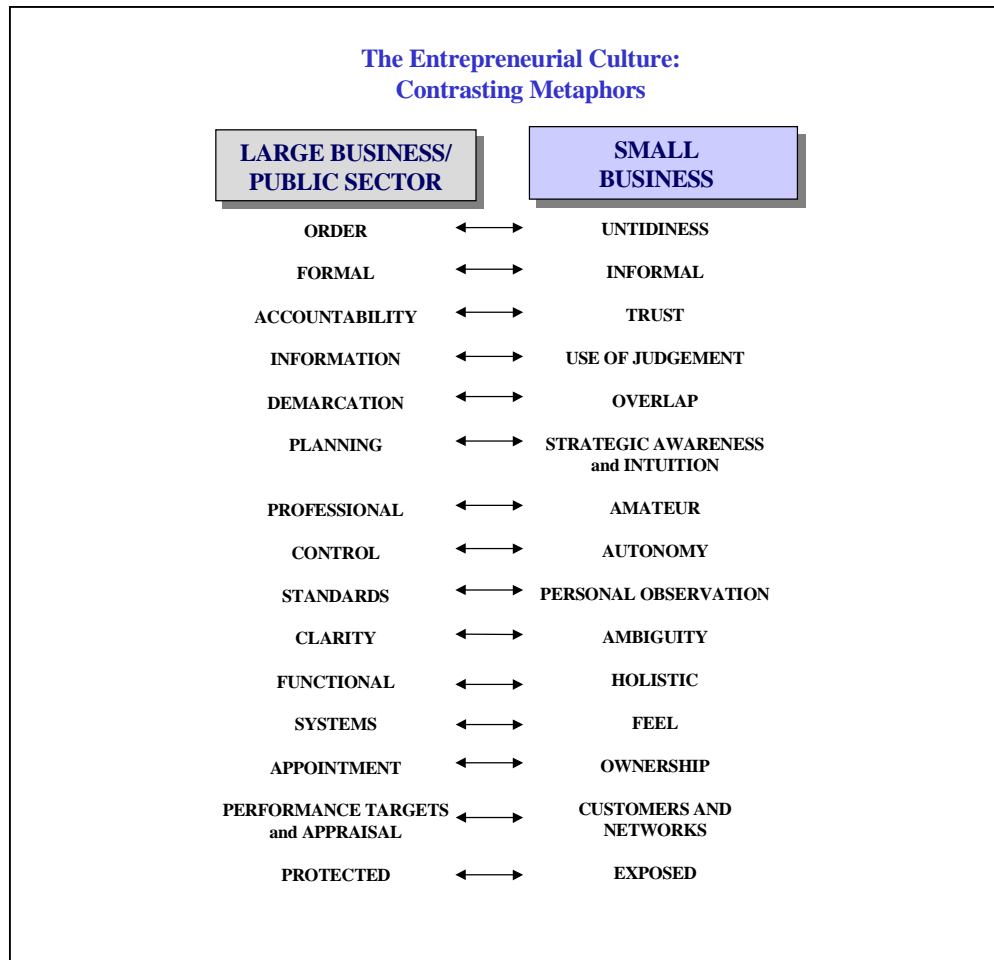 The Entrepreneurial Culture:
Contrasting Metaphors
LARGE BUSINESS/
PUBLIC SECTOR
SMALL
BUSINESS
ORDER UNTIDINESS
FORMAL INFORMAL
ACCOUNTABILITY TRUST
INFORMATION USE OF JUDGEMENT
DEMARCATION OVERLAP
PLANNING STRATEGIC AWARENESS
and INTUITION
PROFESSIONAL AMATEUR
CONTROL AUTONOMY
STANDARDS PERSONAL OBSERVATION
CLARITY AMBIGUITY
FUNCTIONAL HOLISTIC
SYSTEMS FEEL
APPOINTMENT OWNERSHIP
PERFORMANCE TARGETS
and APPRAISAL
CUSTOMERS AND
NETWORKS
PROTECTED EXPOSED